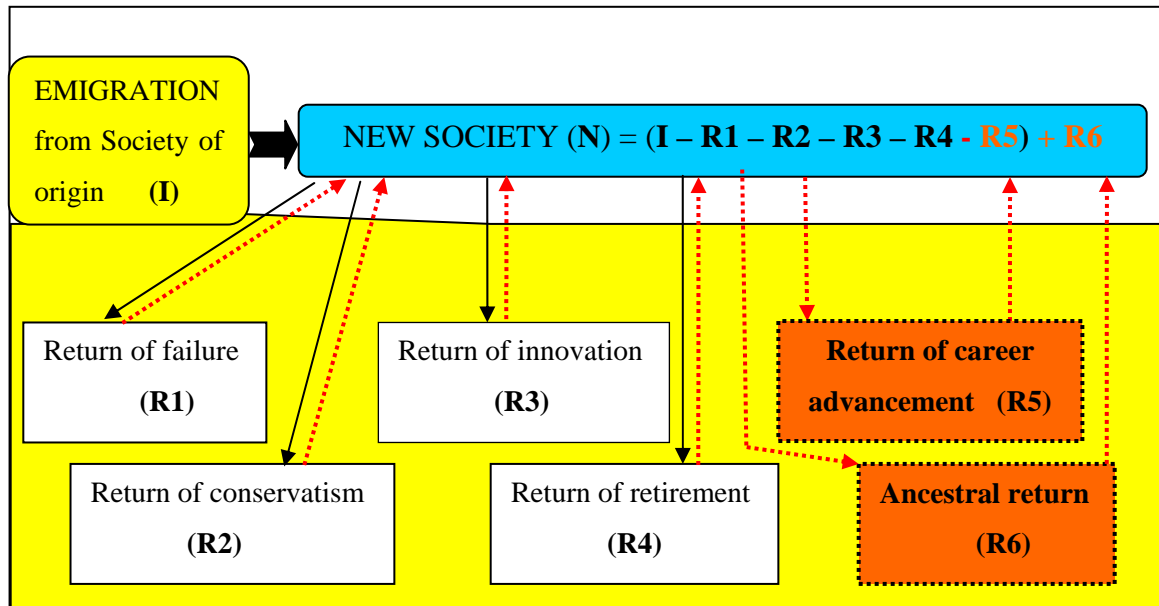 EMIGRATION
from Society of
origin (I)
NEW SOCIETY (N) = (I – R1 – R2 – R3 – R4 - R5) + R6
Return of failure
(R1)
Return of innovation
(R3)
Return of career
advancement (R5)
Return of conservatism
(R2)
Return of retirement
(R4)
Ancestral return
(R6)